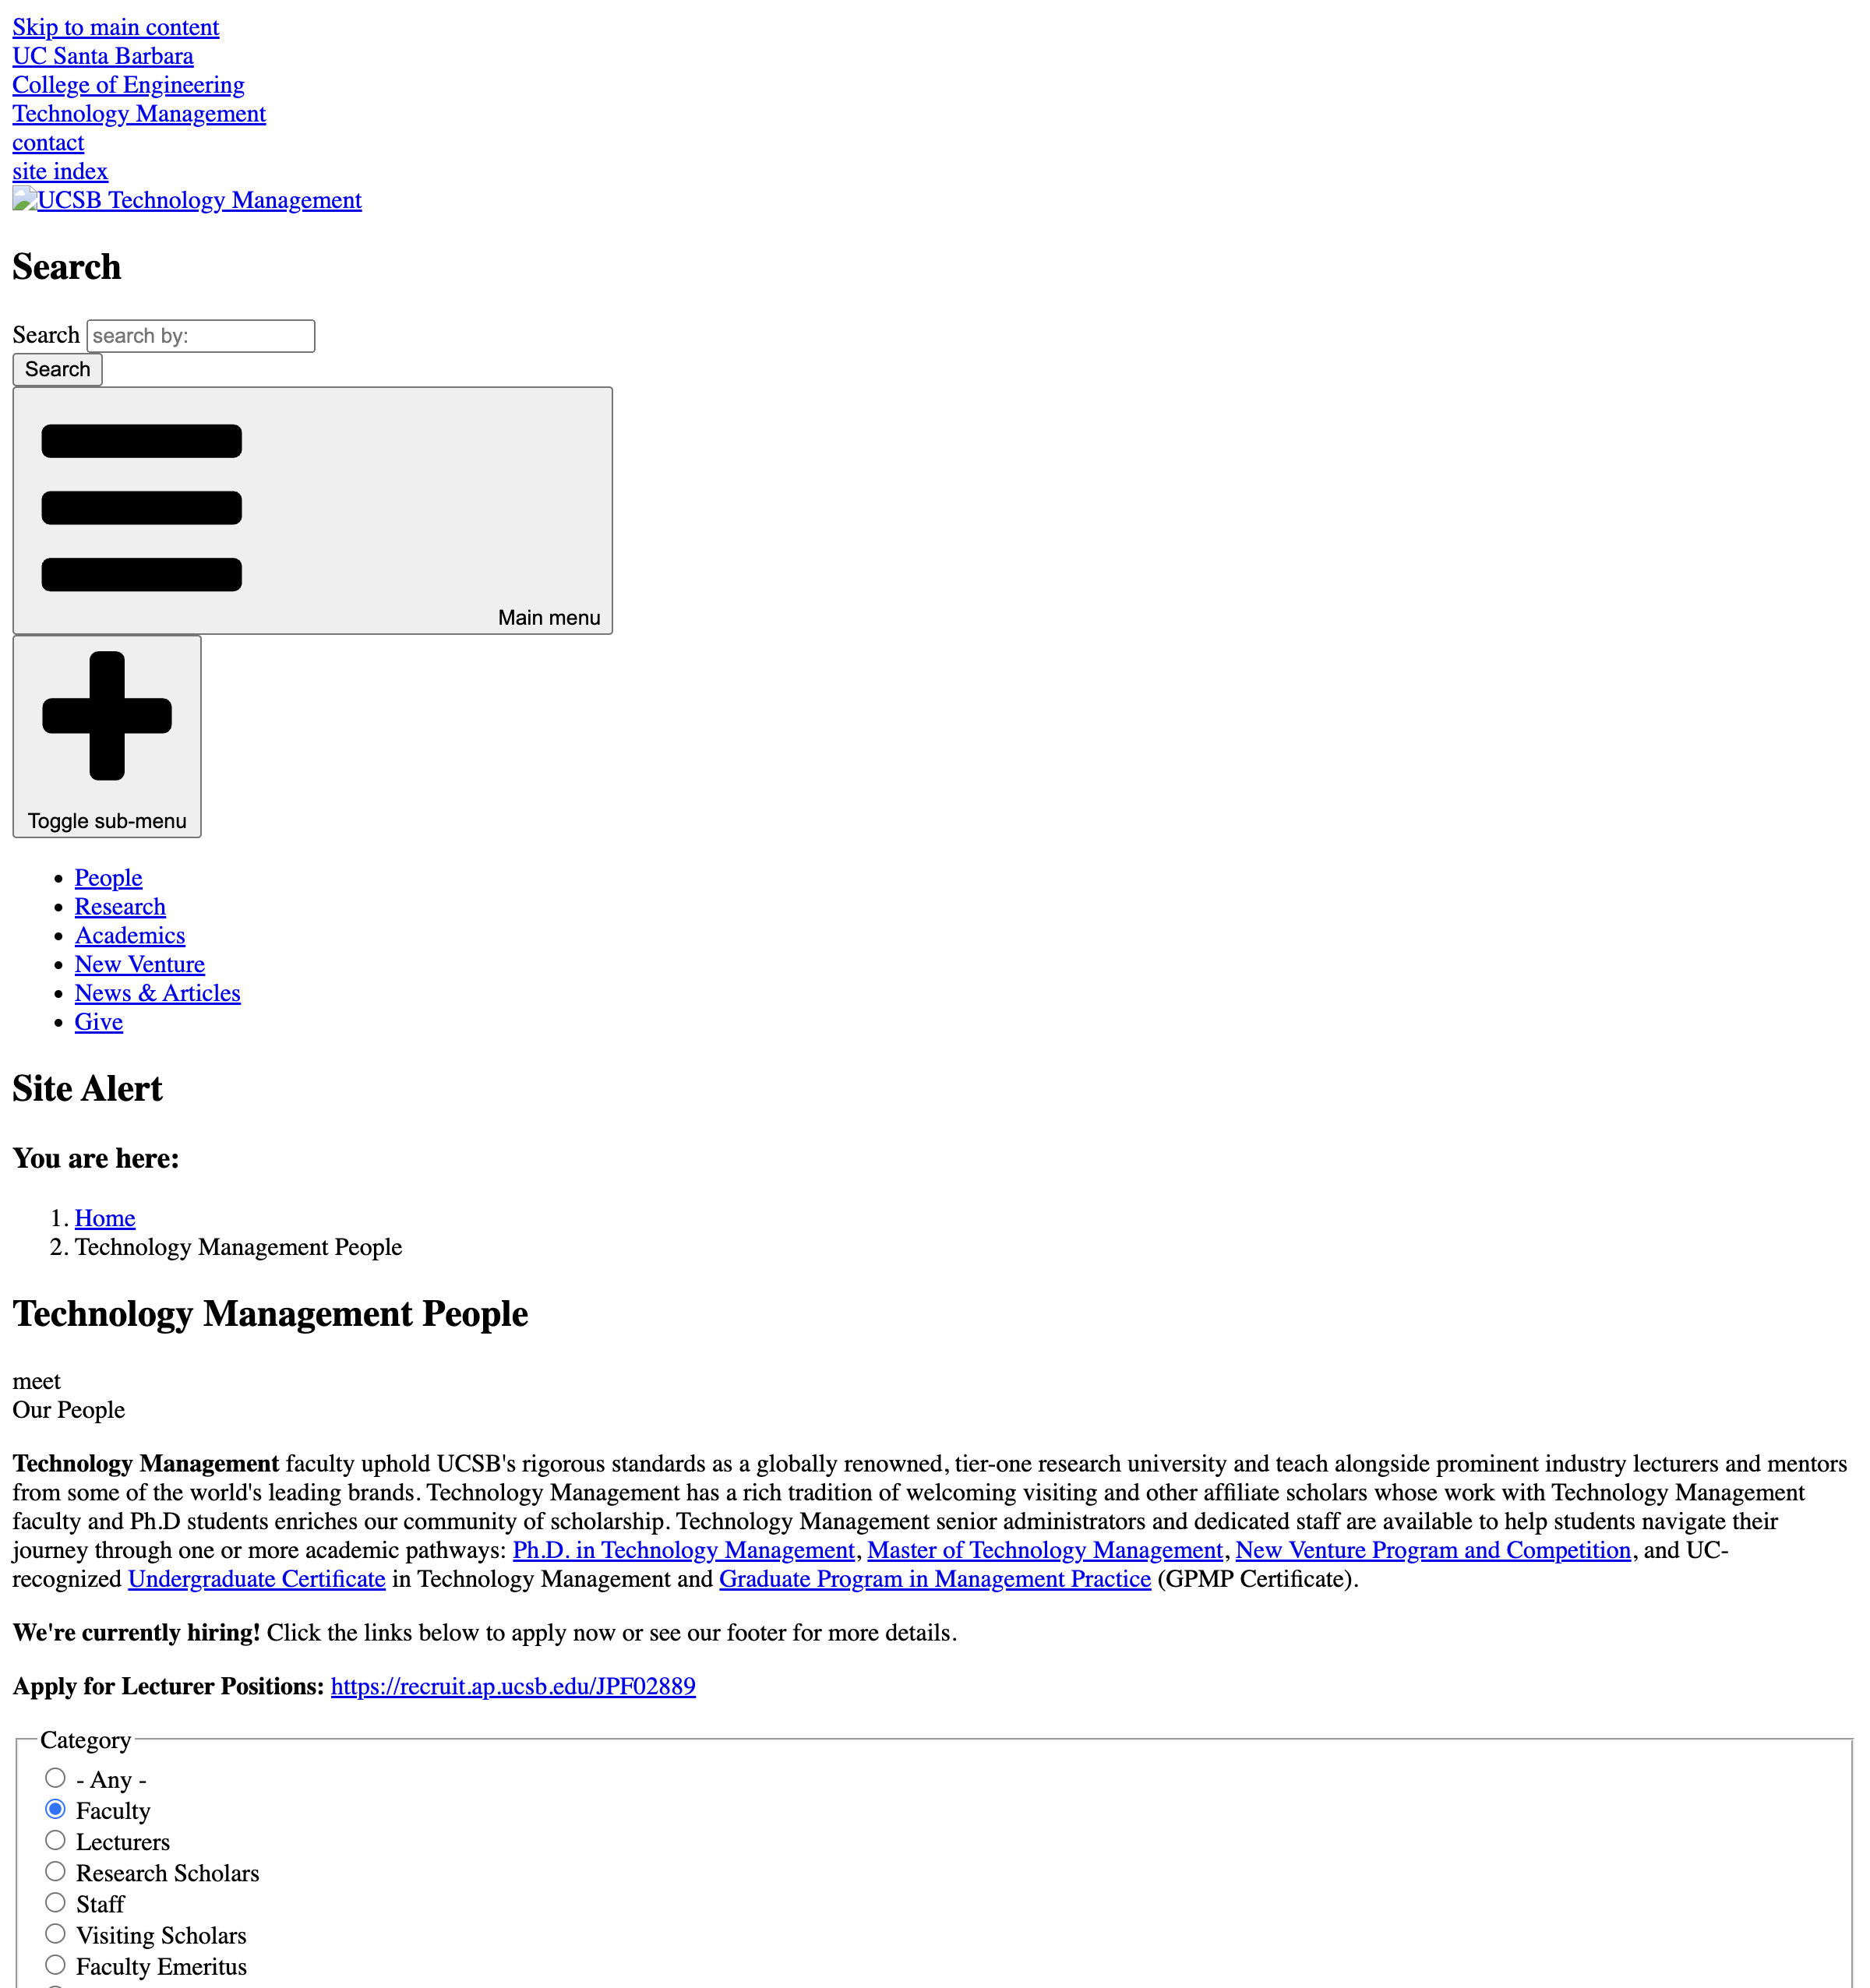 Skip to main content
UC Santa Barbara
College of Engineering
Technology Management
contact
site index
UCSB Technology Management
Search
Search search by:
Search
Main menu
Toggle sub-menu
People
Research
Academics
New Venture
News & Articles
Give
Site Alert
You are here:
1. Home
2. Technology Management People
Technology Management People
meet
Our People
Technology Management faculty uphold UCSB's rigorous standards as a globally renowned, tier-one research university and teach alongside prominent industry lecturers and mentors
from some of the world's leading brands. Technology Management has a rich tradition of welcoming visiting and other affiliate scholars whose work with Technology Management
faculty and Ph.D students enriches our community of scholarship. Technology Management senior administrators and dedicated staff are available to help students navigate their
journey through one or more academic pathways: Ph.D. in Technology Management, Master of Technology Management, New Venture Program and Competition, and UC-
recognized Undergraduate Certificate in Technology Management and Graduate Program in Management Practice (GPMP Certificate).
We're currently hiring! Click the links below to apply now or see our footer for more details.
Apply for Lecturer Positions: https://recruit.ap.ucsb.edu/JPF02889
Category
- Any -
Faculty
Lecturers
Research Scholars
Staff
Visiting Scholars
Faculty Emeritus